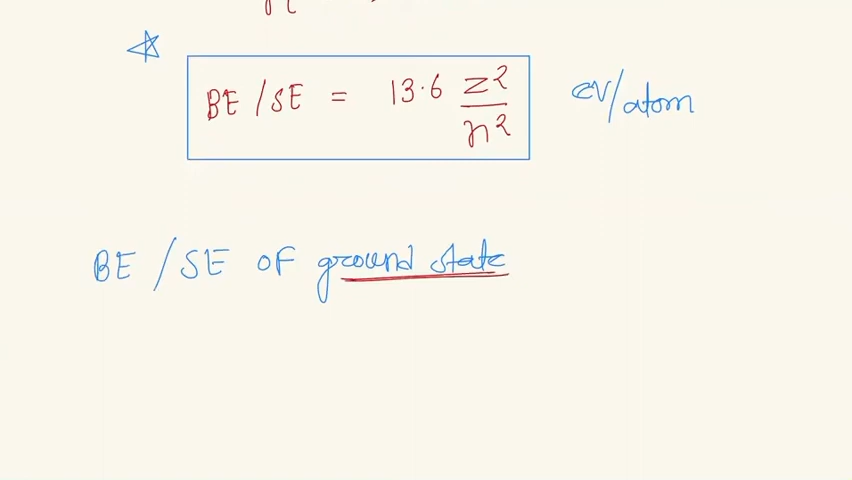 BE/SE = 13.6 z²/n² eV/atom
BE/SE OF ground state